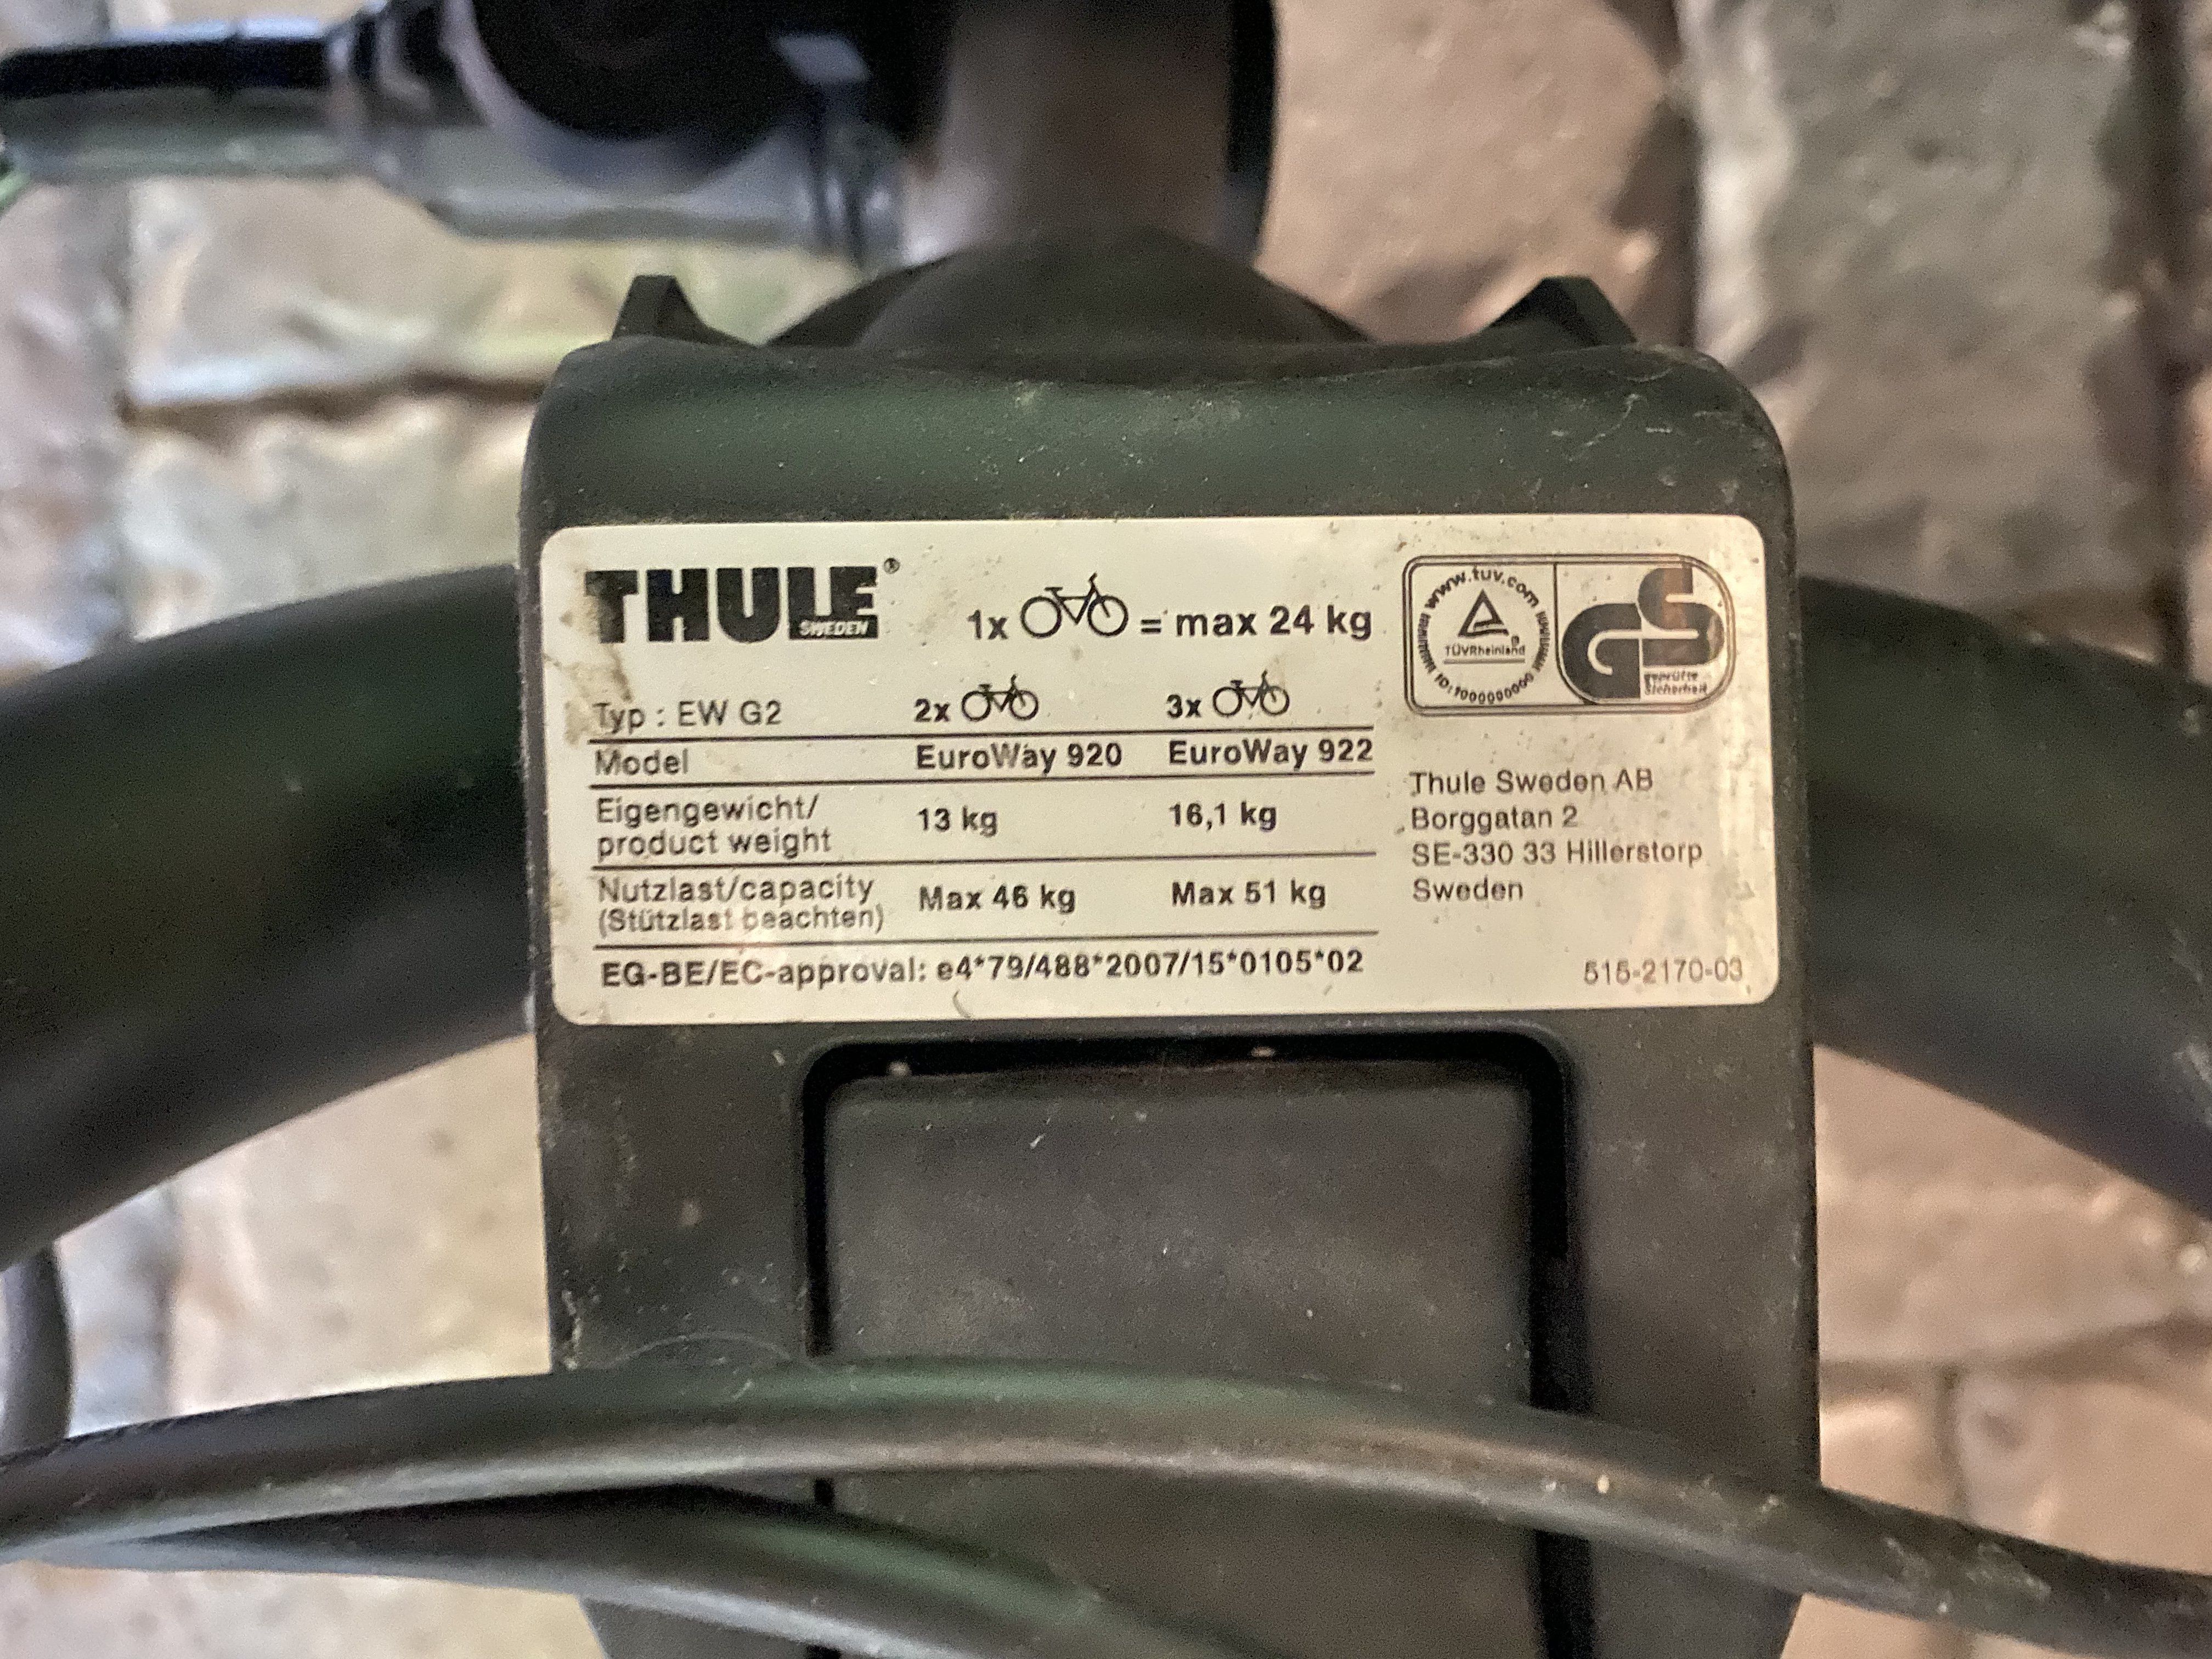 THULE®
SWEDEN
1x = max 24 kg
Typ : EW G2 2x 3x
Model EuroWay 920 EuroWay 922
Eigengewicht/
product weight 13 kg 16,1 kg
Nutzlast/capacity
(Stützlast beachten) Max 46 kg Max 51 kg
EG-BE/EC-approval: e4*79/488*2007/15*0105*02
www.tuv.com
TÜVRheinland®
ID:1000000000
GS
geprüfte
Sicherheit
Thule Sweden AB
Borggatan 2
SE-330 33 Hillerstorp
Sweden
515-2170-03